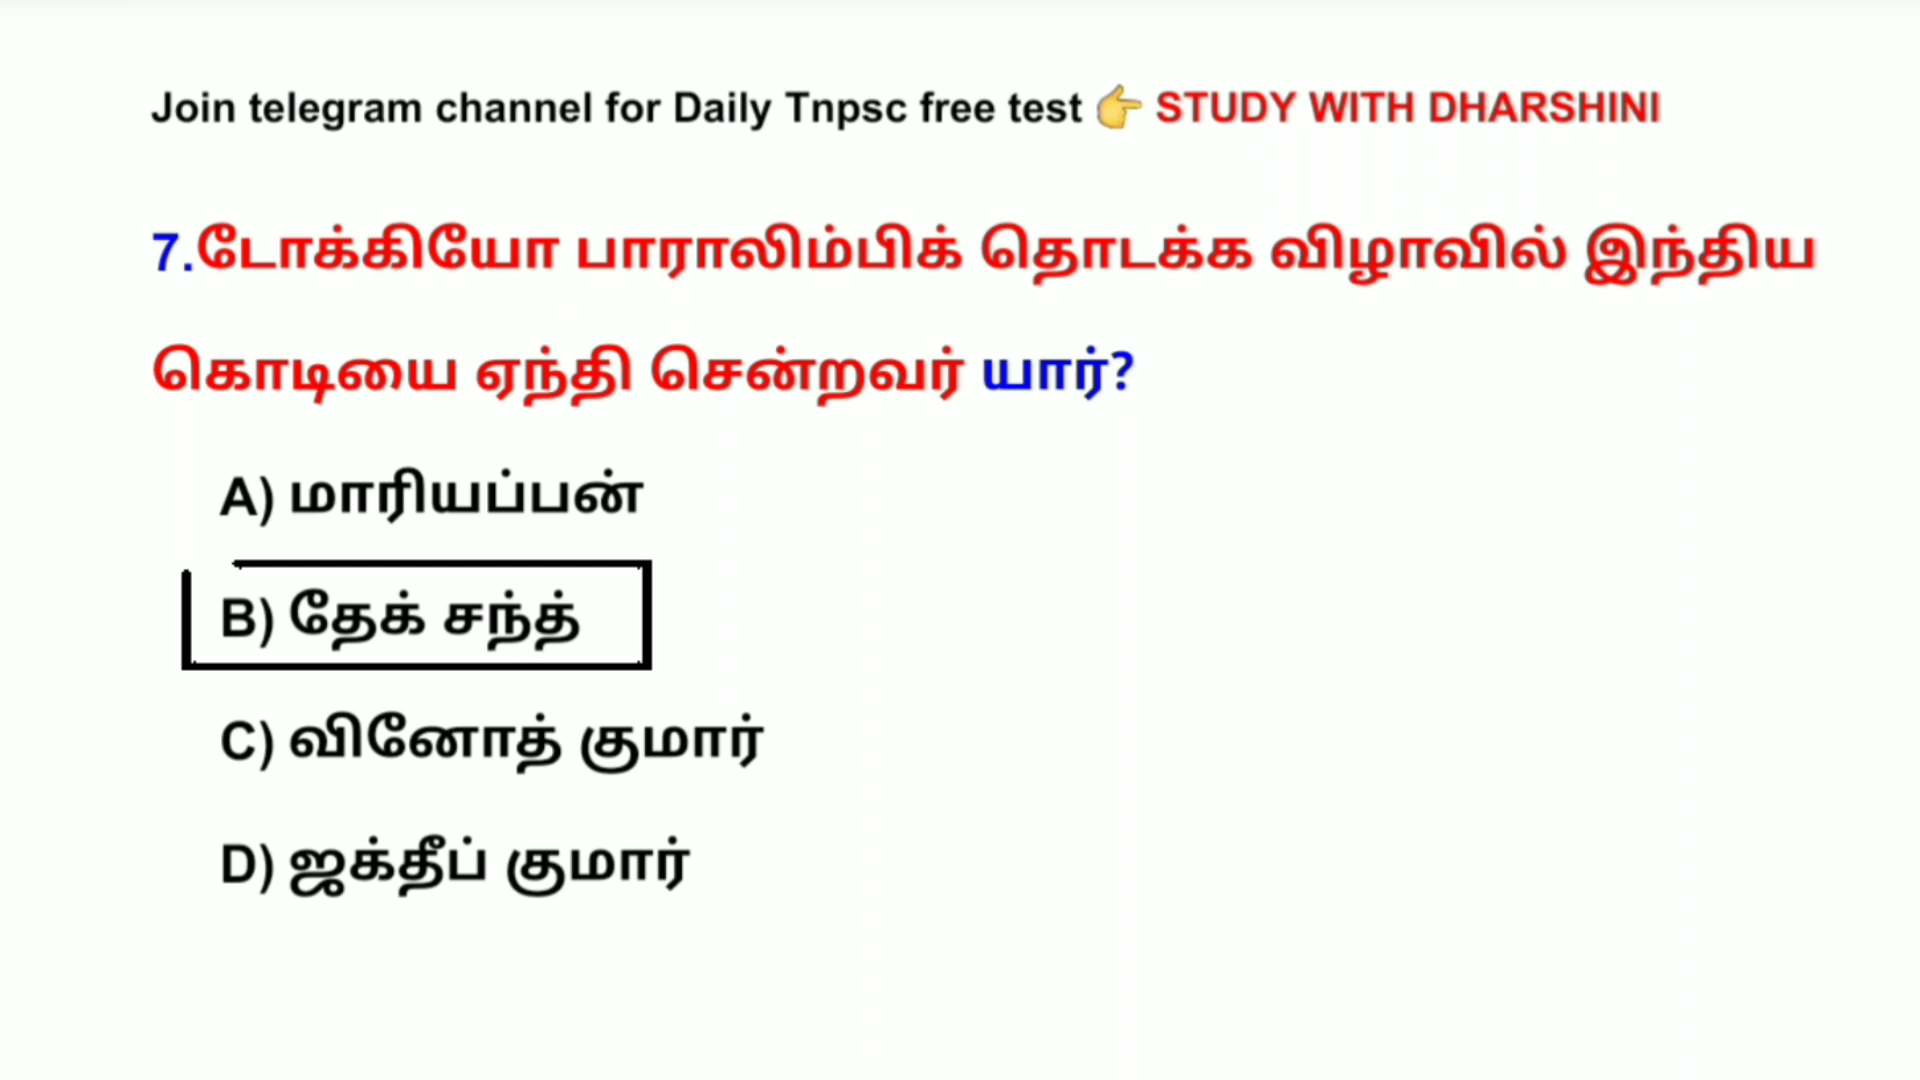 Join telegram channel for Daily Tnpsc free test 👉 STUDY WITH DHARSHINI
7.டோக்கியோ பாராலிம்பிக் தொடக்க விழாவில் இந்திய
கொடியை ஏந்தி சென்றவர் யார்?
A) மாரியப்பன்
B) தேக் சந்த்
C) வினோத் குமார்
D) ஜக்தீப் குமார்